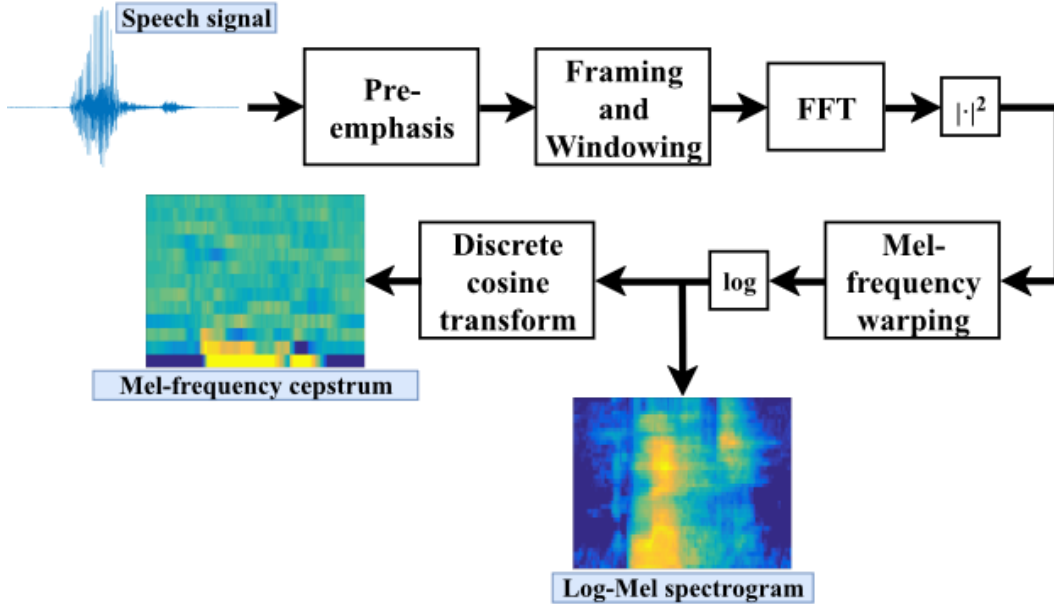 Speech signal
Pre-
emphasis
Framing
and
Windowing
FFT
|·|²
Mel-
frequency
warping
log
Discrete
cosine
transform
Mel-frequency cepstrum
Log-Mel spectrogram